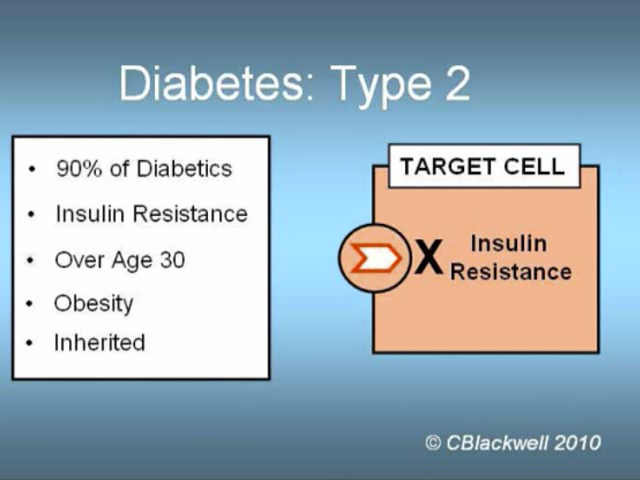 Diabetes: Type 2
• 90% of Diabetics
• Insulin Resistance
• Over Age 30
• Obesity
• Inherited
TARGET CELL
X Insulin
Resistance
© CBlackwell 2010